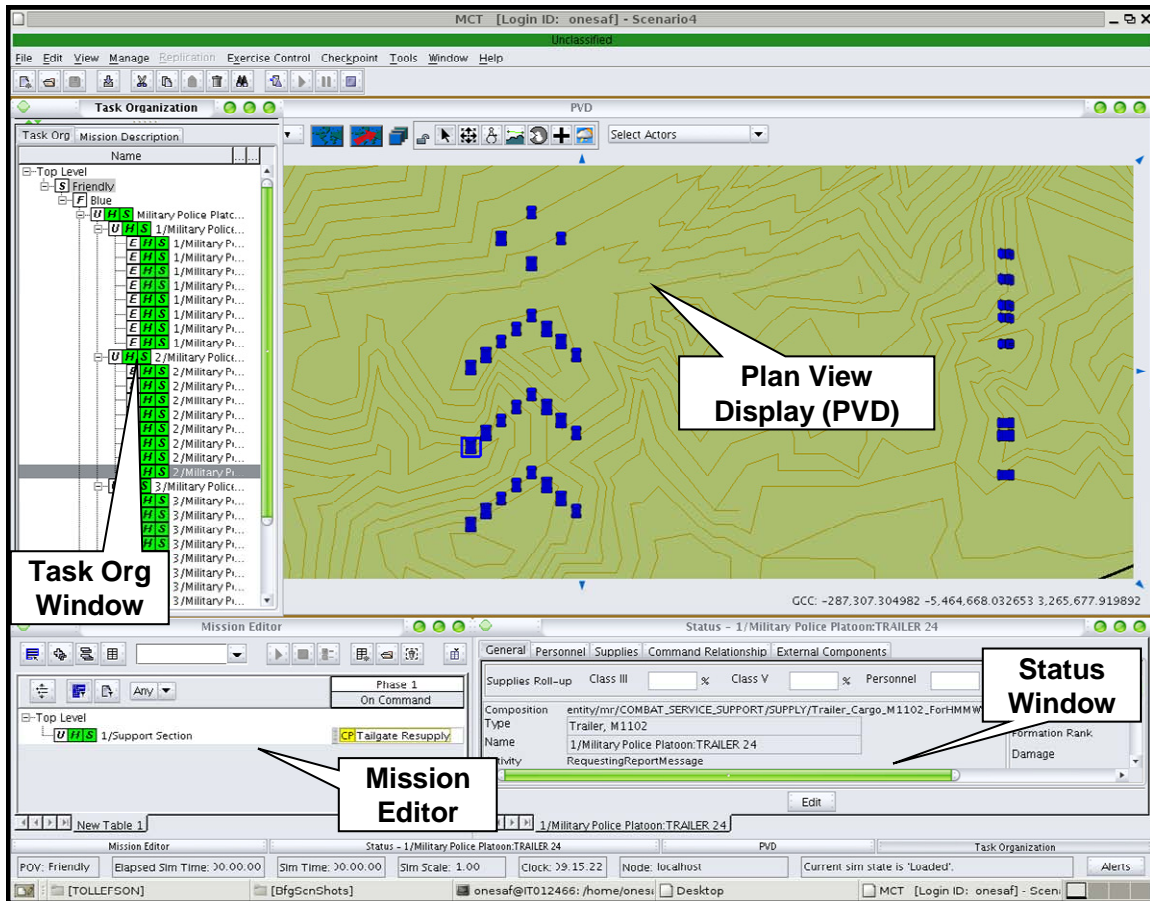 MCT [Login ID: onesaf] - Scenario4
Unclassified
File Edit View Manage Replication Exercise Control Checkpoint Tools Window Help
Task Organization
PVD
Task Org Mission Description
Select Actors
Name ... ...
Top Level
S Friendly
F Blue
U H S Military Police Platc...
U H S 1/Military Police...
E H S 1/Military P...
E H S 1/Military P...
E H S 1/Military P...
E H S 1/Military P...
E H S 1/Military P...
E H S 1/Military P...
E H S 1/Military P...
E H S 1/Military P...
U H S 2/Military Police...
E H S 2/Military P...
H S 2/Military P...
H S 2/Military P...
H S 2/Military P...
H S 2/Military P...
H S 2/Military P...
H S 2/Military P...
H S 2/Military P
S 3/Military Police...
H S 3/Military P...
H S 3/Military P...
H S 3/Military P...
H S 3/Military P...
3/Military P...
3/Military P...
3/Military P...
3/Military P...
Plan View
Display (PVD)
Task Org
Window
GCC: -287,307.304982 -5,464,668.032653 3,265,677.919892
Mission Editor
Status - 1/Military Police Platoon:TRAILER 24
General Personnel Supplies Command Relationship External Components
Any
Phase 1
On Command
Top Level
U H S 1/Support Section
CP Tailgate Resupply
Mission
Editor
Supplies Roll-up Class III % Class V % Personnel
Composition entity/mr/COMBAT_SERVICE_SUPPORT/SUPPLY/Trailer_Cargo_M1102_ForHMMW
Type Trailer, M1102
Name 1/Military Police Platoon:TRAILER 24
tivity RequestingReportMessage
Formation Rank
Damage
Status
Window
Edit
New Table 1
1/Military Police Platoon:TRAILER 24
Mission Editor
Status - 1/Military Police Platoon:TRAILER 24
PVD
Task Organization
POV: Friendly
Elapsed Sim Time: 00.00.00
Sim Time: 00.00.00
Sim Scale: 1.00
Clock: 09.15.22
Node: localhost
Current sim state is 'Loaded'.
Alerts
[TOLLEFSON]
[BfgScnShots]
onesaf@IT012466: /home/ones
Desktop
MCT [Login ID: onesaf] - Scen